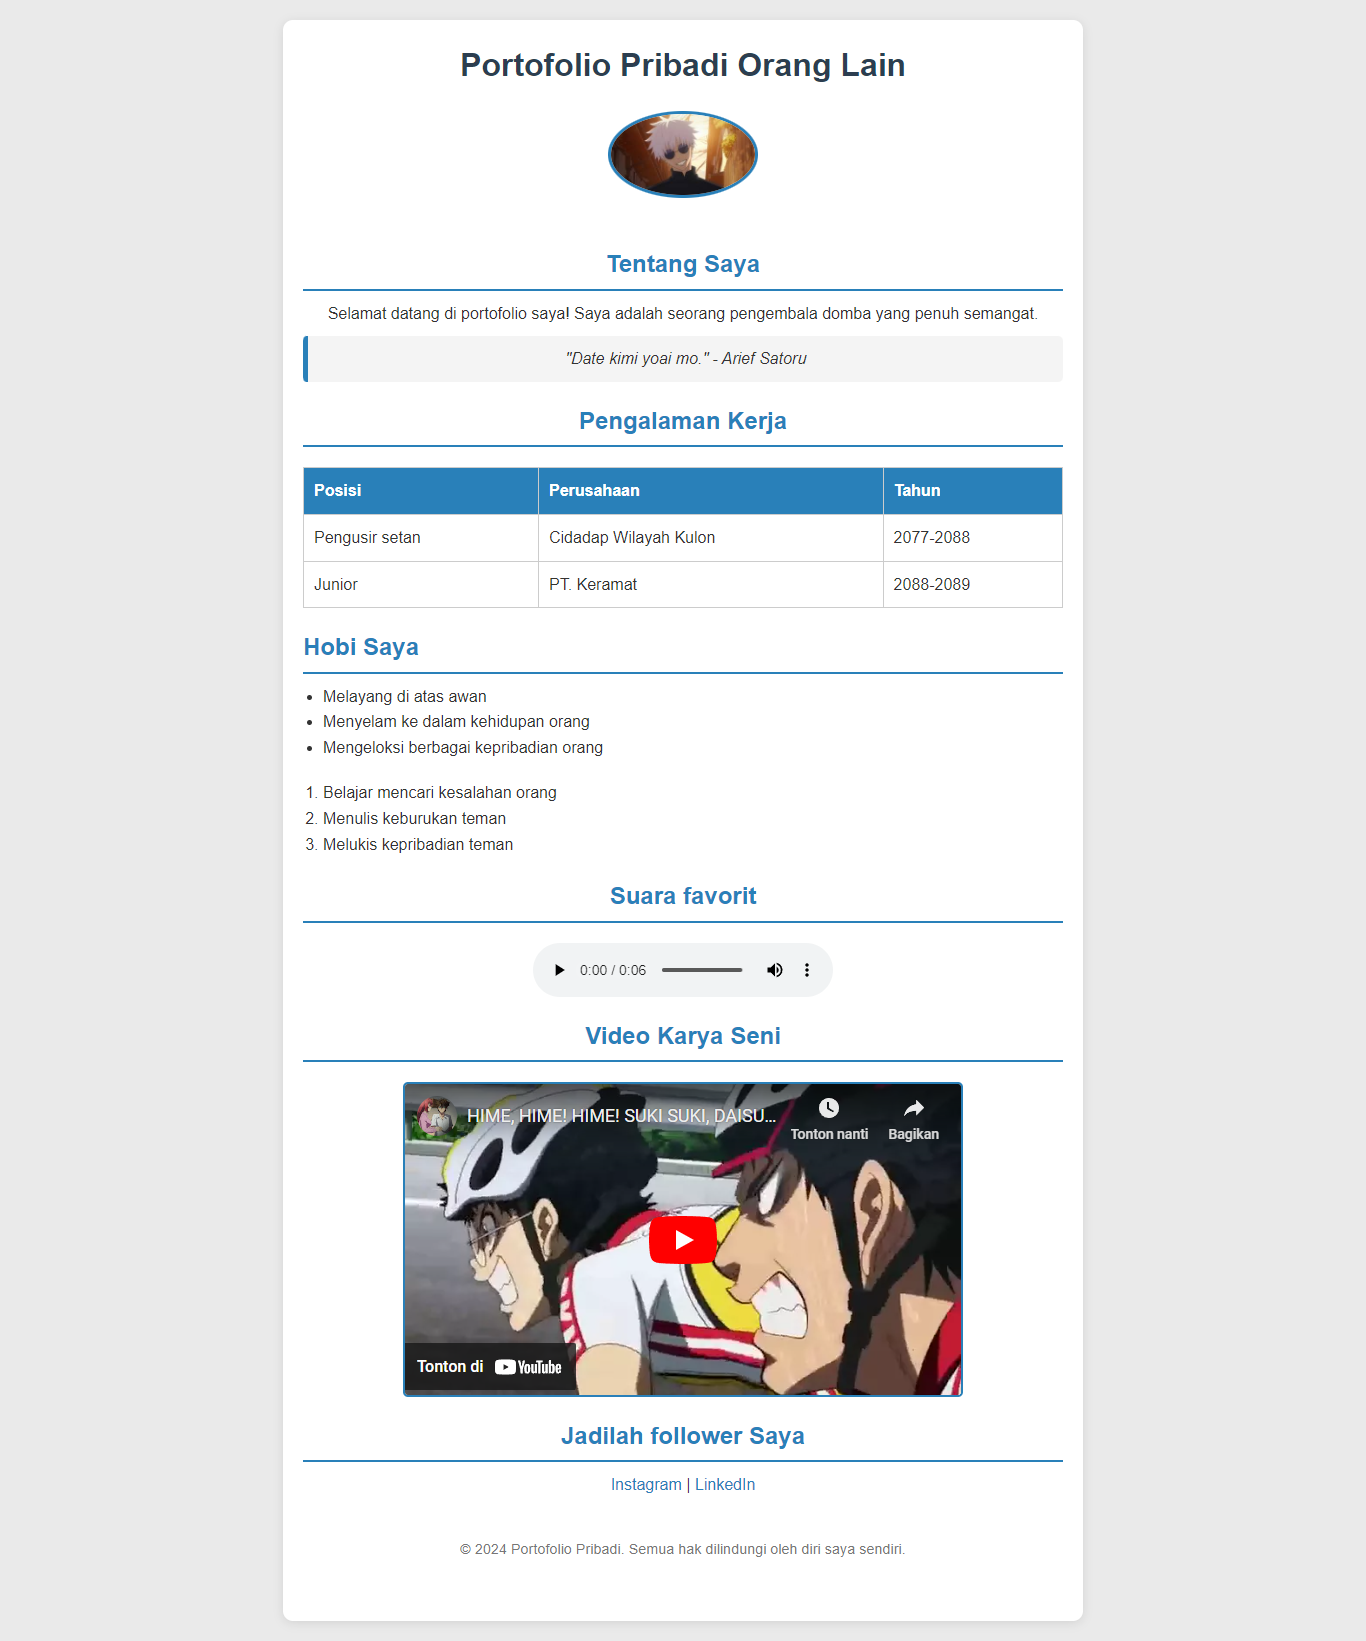 Portofolio Pribadi Orang Lain
Tentang Saya
Selamat datang di portofolio saya! Saya adalah seorang pengembala domba yang penuh semangat.
"Date kimi yoai mo." - Arief Satoru
Pengalaman Kerja
Posisi Perusahaan Tahun
Pengusir setan Cidadap Wilayah Kulon 2077-2088
Junior PT. Keramat 2088-2089
Hobi Saya
• Melayang di atas awan
• Menyelam ke dalam kehidupan orang
• Mengeloksi berbagai kepribadian orang
1. Belajar mencari kesalahan orang
2. Menulis keburukan teman
3. Melukis kepribadian teman
Suara favorit
0:00 / 0:06
Video Karya Seni
HIME, HIME! HIME! SUKI SUKI, DAISU...
Tonton nanti Bagikan
Tonton di YouTube
Jadilah follower Saya
Instagram | LinkedIn
© 2024 Portofolio Pribadi. Semua hak dilindungi oleh diri saya sendiri.